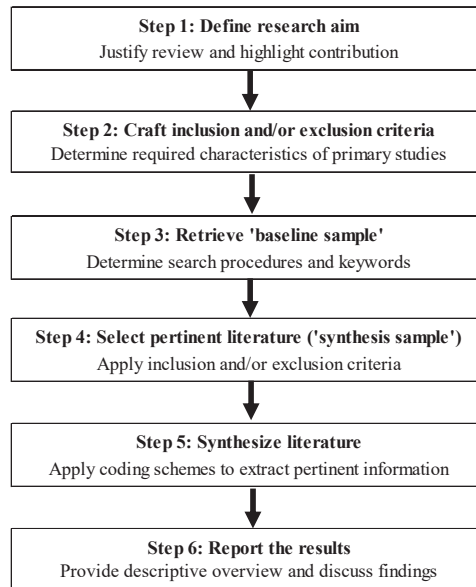 Step 1: Define research aim
Justify review and highlight contribution
Step 2: Craft inclusion and/or exclusion criteria
Determine required characteristics of primary studies
Step 3: Retrieve 'baseline sample'
Determine search procedures and keywords
Step 4: Select pertinent literature ('synthesis sample')
Apply inclusion and/or exclusion criteria
Step 5: Synthesize literature
Apply coding schemes to extract pertinent information
Step 6: Report the results
Provide descriptive overview and discuss findings